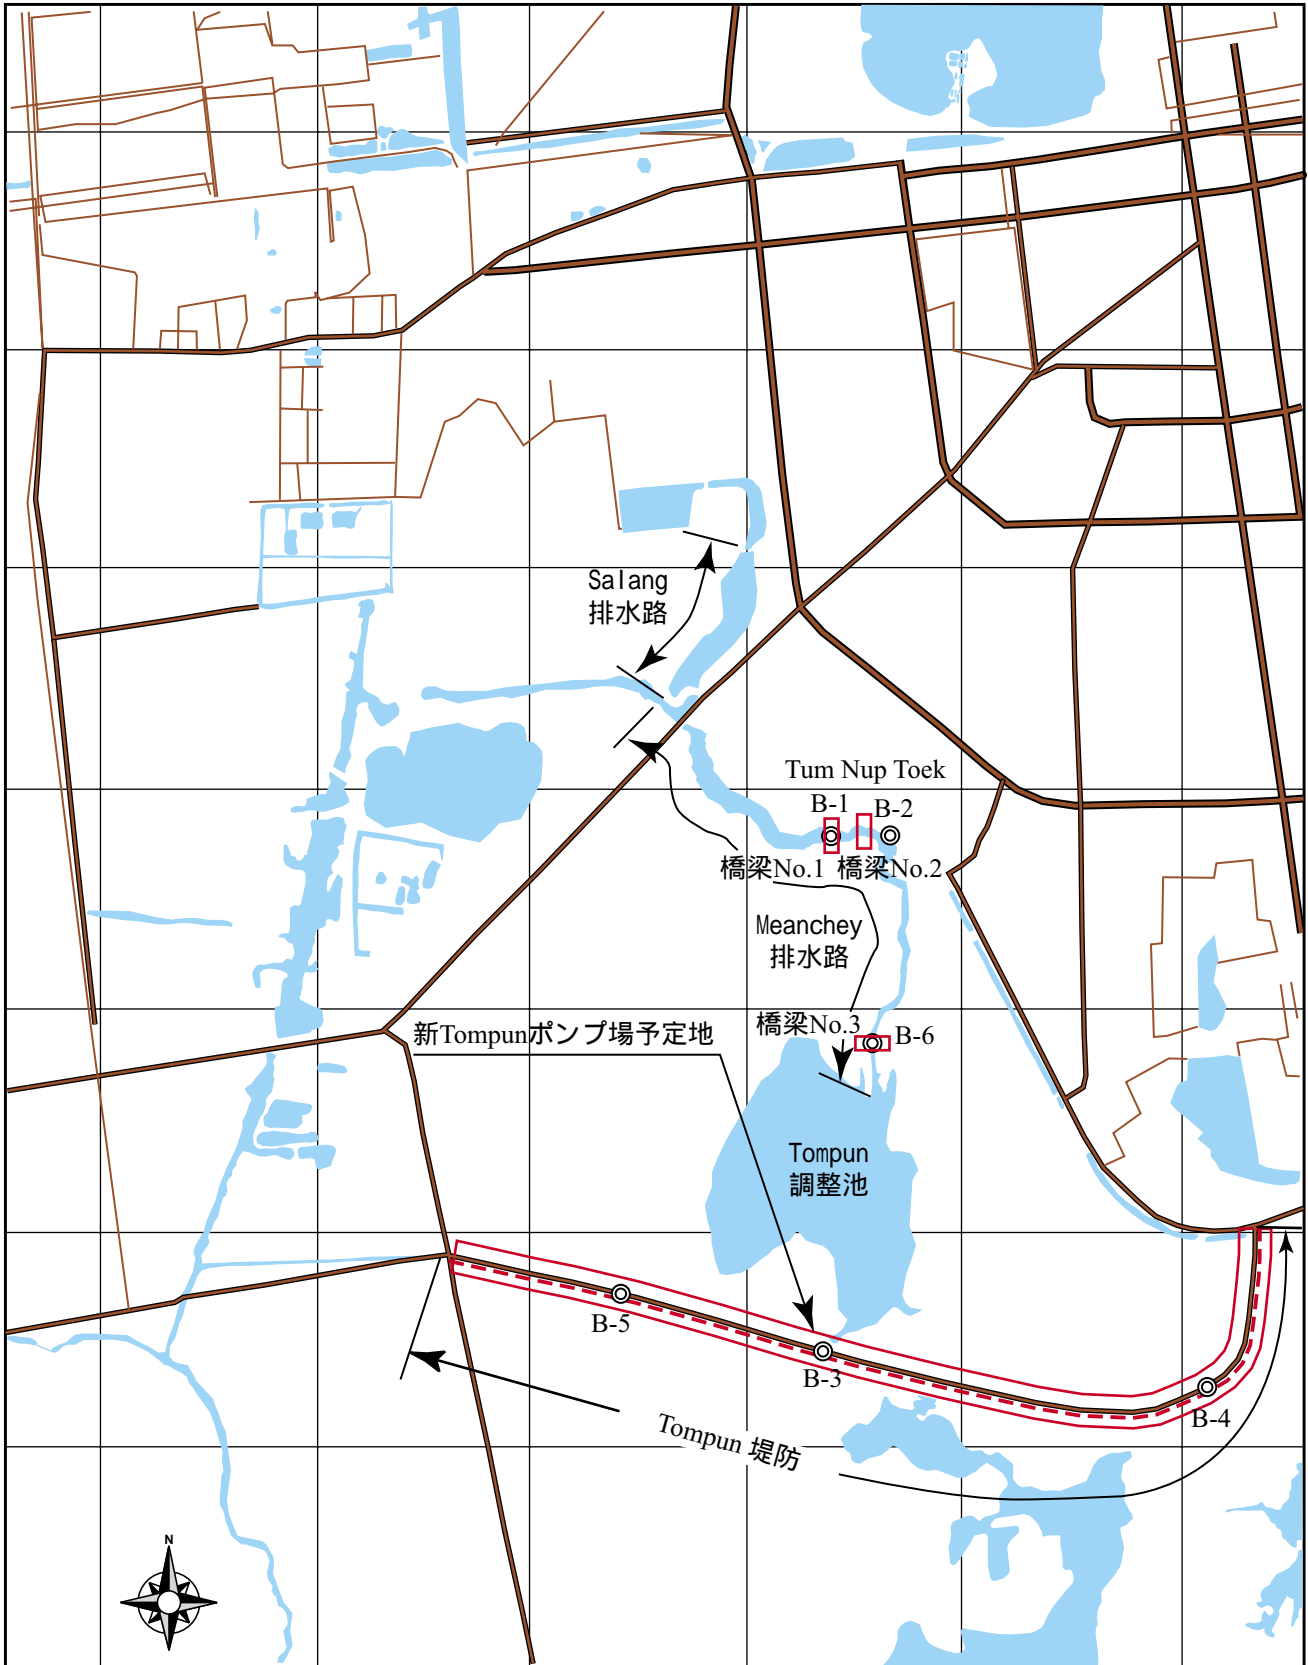 Salang
排水路
Tum Nup Toek
B-1
B-2
橋梁No.1
橋梁No.2
Meanchey
排水路
橋梁No.3
新Tompunポンプ場予定地
B-6
Tompun
調整池
B-5
B-3
B-4
Tompun 堤防
N